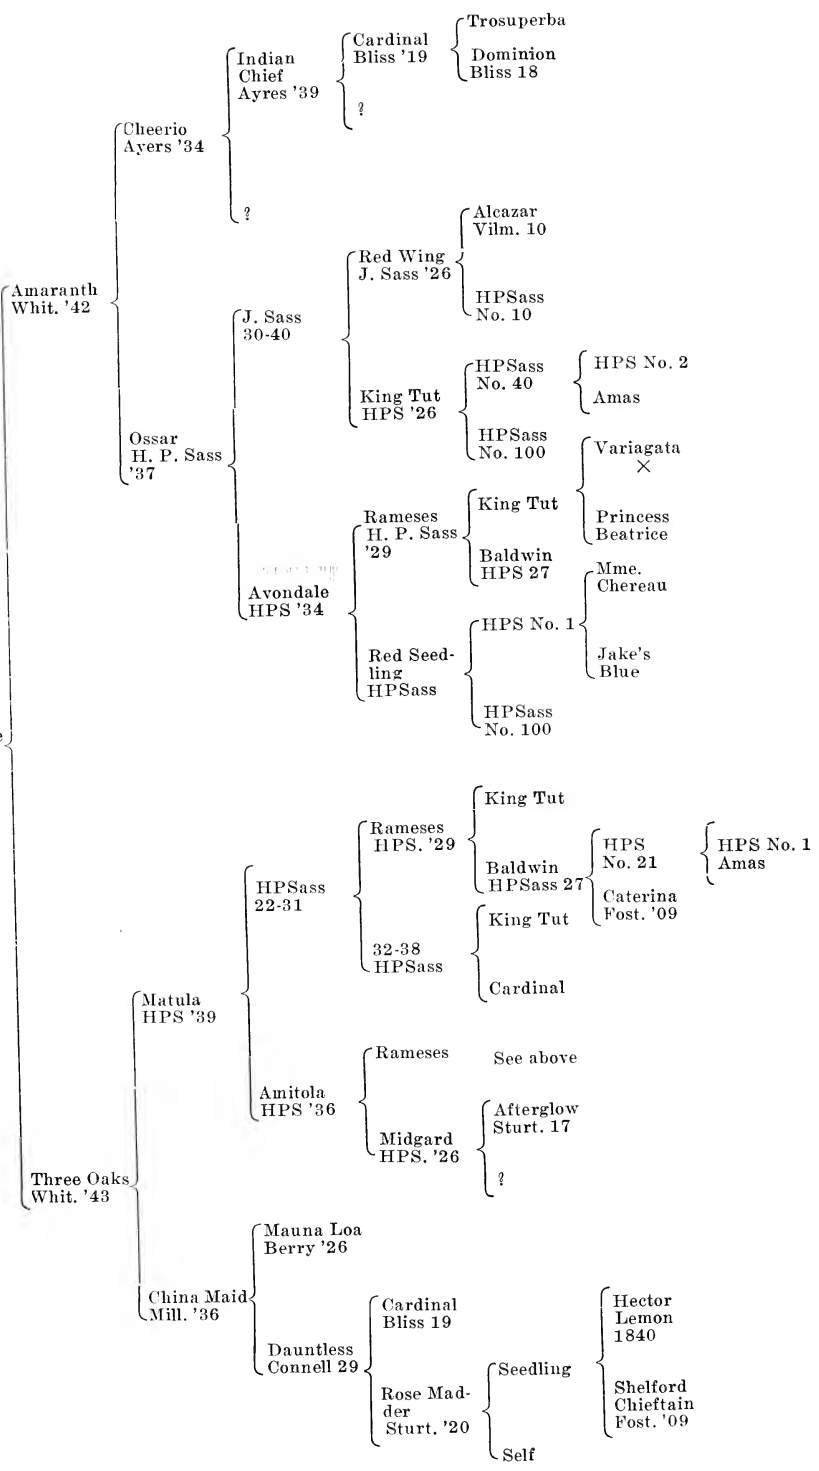 Trosuperba
Cardinal
Bliss '19
Dominion
Bliss 18
Indian
Chief
Ayres '39
?
Cheerio
Ayers '34
?
Alcazar
Vilm. 10
Red Wing
J. Sass '26
HPSass
No. 10
Amaranth
Whit. '42
J. Sass
30-40
HPSass
No. 40
HPS No. 2
Amas
King Tut
HPS '26
HPSass
No. 100
Ossar
H. P. Sass
'37
Variagata
×
Princess
Beatrice
King Tut
Rameses
H. P. Sass
'29
Baldwin
HPS 27
Avondale
HPS '34
Mme.
Chereau
HPS No. 1
Jake's
Blue
Red Seed-
ling
HPSass
HPSass
No. 100
e
King Tut
Rameses
HPS. '29
Baldwin
HPSass 27
HPS
No. 21
HPS No. 1
Amas
Caterina
Fost. '09
HPSass
22-31
King Tut
32-38
HPSass
Cardinal
Matula
HPS '39
Rameses
See above
Amitola
HPS '36
Afterglow
Sturt. 17
Midgard
HPS. '26
?
Three Oaks
Whit. '43
Mauna Loa
Berry '26
China Maid
Mill. '36
Cardinal
Bliss 19
Dauntless
Connell 29
Hector
Lemon
1840
Seedling
Shelford
Chieftain
Fost. '09
Rose Mad-
der
Sturt. '20
Self